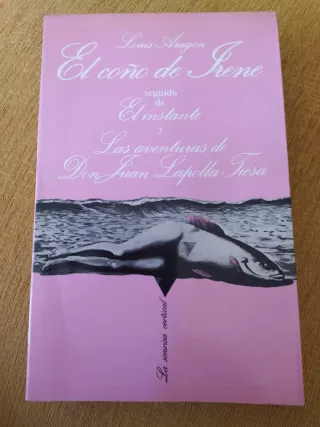 Louis Aragon
El coño de Irene
seguido
de
El instante
y
Las aventuras de
Don Juan Lapolla Tiesa
La sonrisa vertical